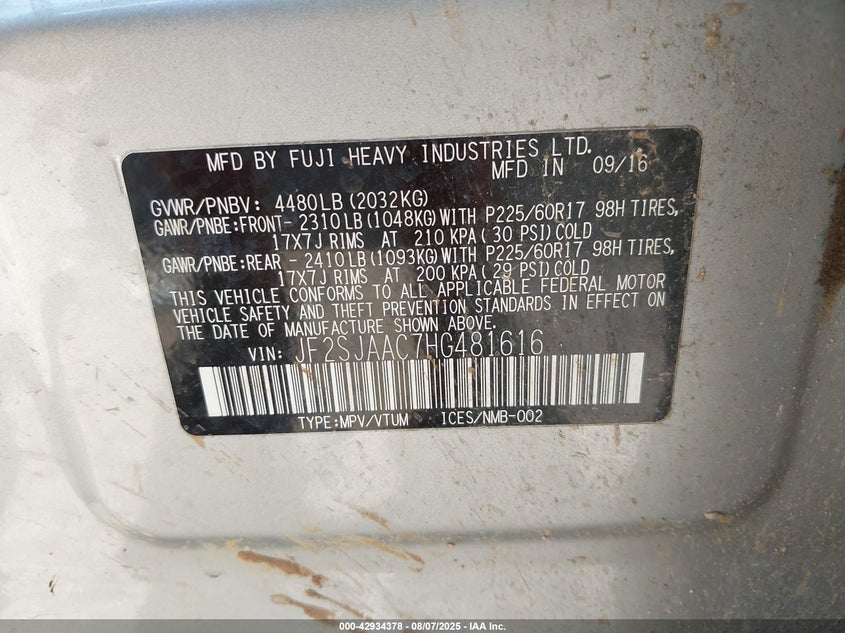 MFD BY FUJI HEAVY INDUSTRIES LTD.
MFD IN 09/16
GVWR/PNBV: 4480LB(2032KG)
GAWR/PNBE:FRONT- 2310LB(1048KG)WITH P225/60R17 98H TIRES,
17X7J RIMS AT 210 KPA( 30 PSI)COLD
GAWR/PNBE:REAR - 2410LB(1093KG)WITH P225/60R17 98H TIRES,
17X7J RIMS AT 200 KPA( 29 PSI)COLD
THIS VEHICLE CONFORMS TO ALL APPLICABLE FEDERAL MOTOR
VEHICLE SAFETY AND THEFT PREVENTION STANDARDS IN EFFECT ON
THE DATE OF MANUFACTURE SHOWN ABOVE.
VIN: JF2SJAAC7HG481616
TYPE:MPV/VTUM ICES/NMB-002
000-42934378 - 08/07/2025 - IAA Inc.